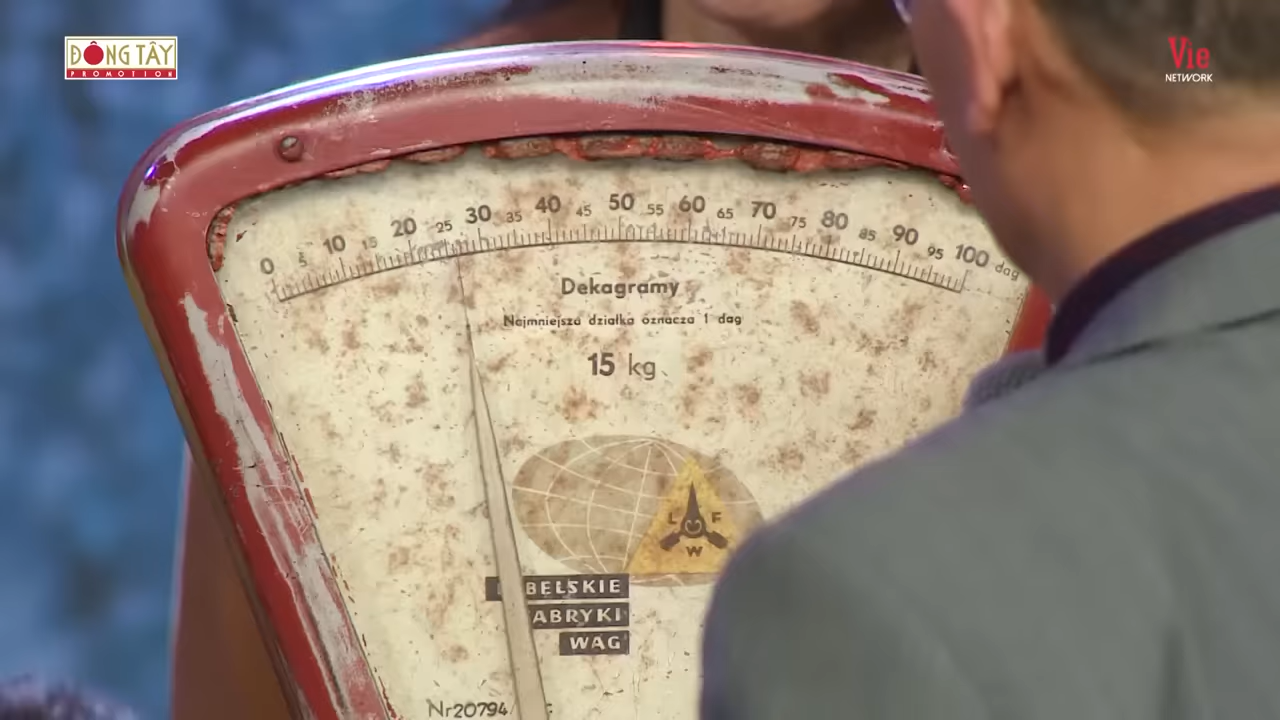 ĐÔNG TÂY
PROMOTION
Vie
NETWORK
0 5 10 15 20 25 30 35 40 45 50 55 60 65 70 75 80 85 90 95 100 dag
Dekagramy
Najmniejsza działka oznacza 1 dag
15 kg
L F
W
BELSKIE
ABRYKI
WAG
Nr20794